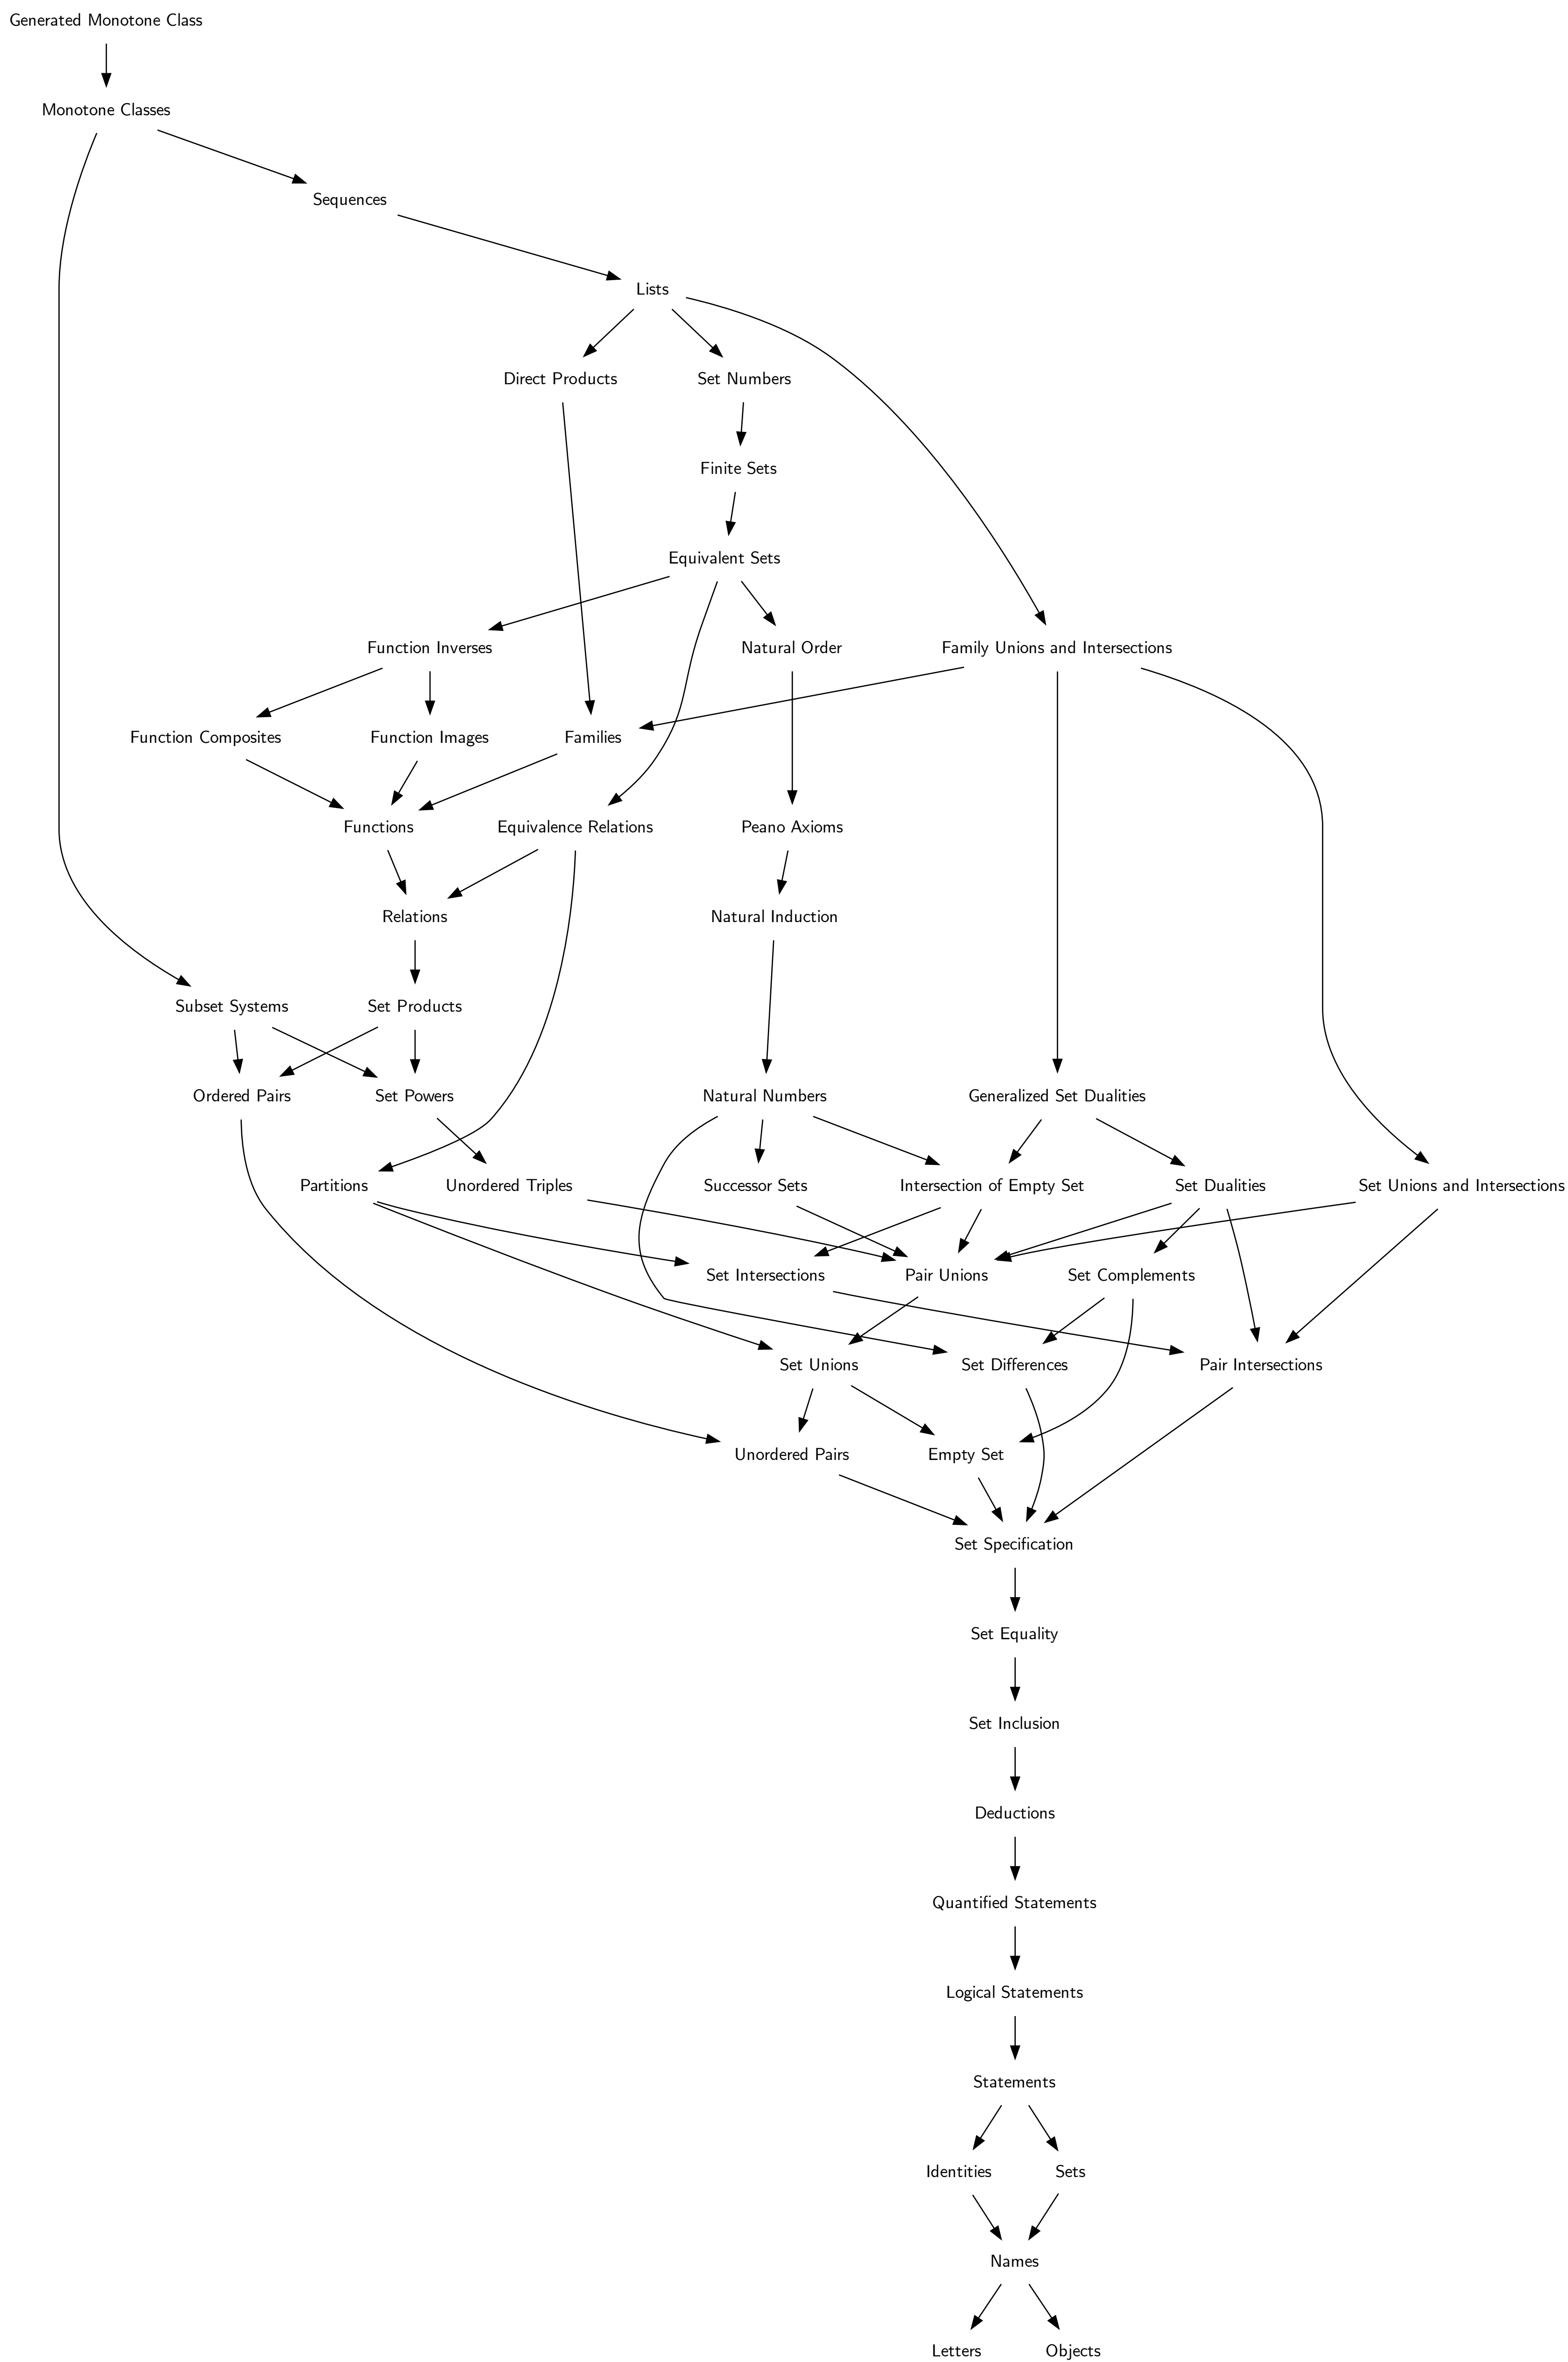 Generated Monotone Class
Monotone Classes
Sequences
Lists
Direct Products
Set Numbers
Finite Sets
Equivalent Sets
Function Inverses
Natural Order
Family Unions and Intersections
Function Composites
Function Images
Families
Functions
Equivalence Relations
Peano Axioms
Relations
Natural Induction
Subset Systems
Set Products
Ordered Pairs
Set Powers
Natural Numbers
Generalized Set Dualities
Partitions
Unordered Triples
Successor Sets
Intersection of Empty Set
Set Dualities
Set Unions and Intersections
Set Intersections
Pair Unions
Set Complements
Set Unions
Set Differences
Pair Intersections
Unordered Pairs
Empty Set
Set Specification
Set Equality
Set Inclusion
Deductions
Quantified Statements
Logical Statements
Statements
Identities
Sets
Names
Letters
Objects